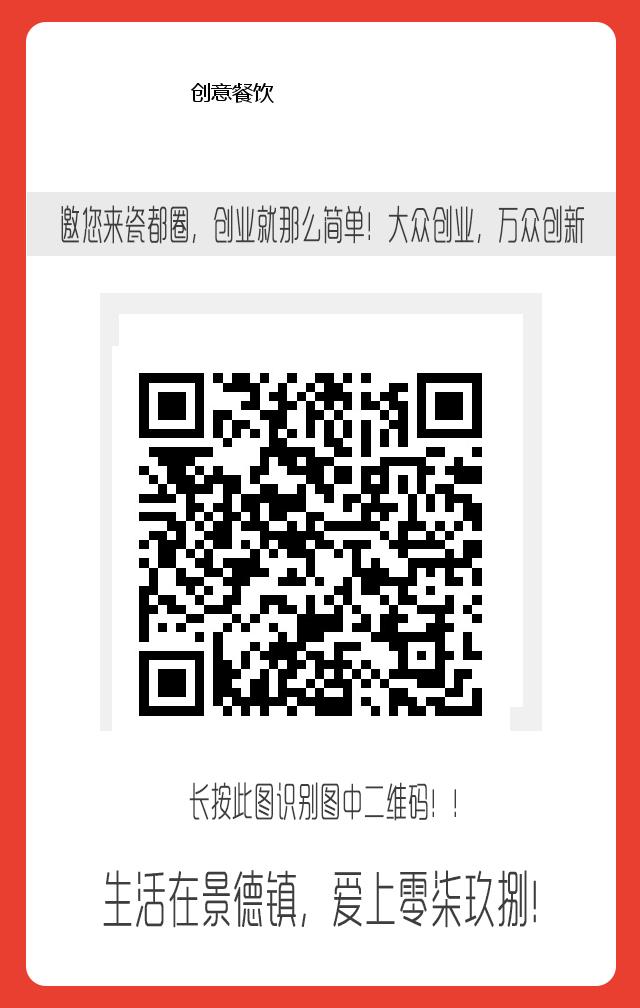 创意餐饮
邀您来瓷都圈，创业就那么简单！大众创业，万众创新
长按此图识别图中二维码！！
生活在景德镇，爱上零柒玖捌！